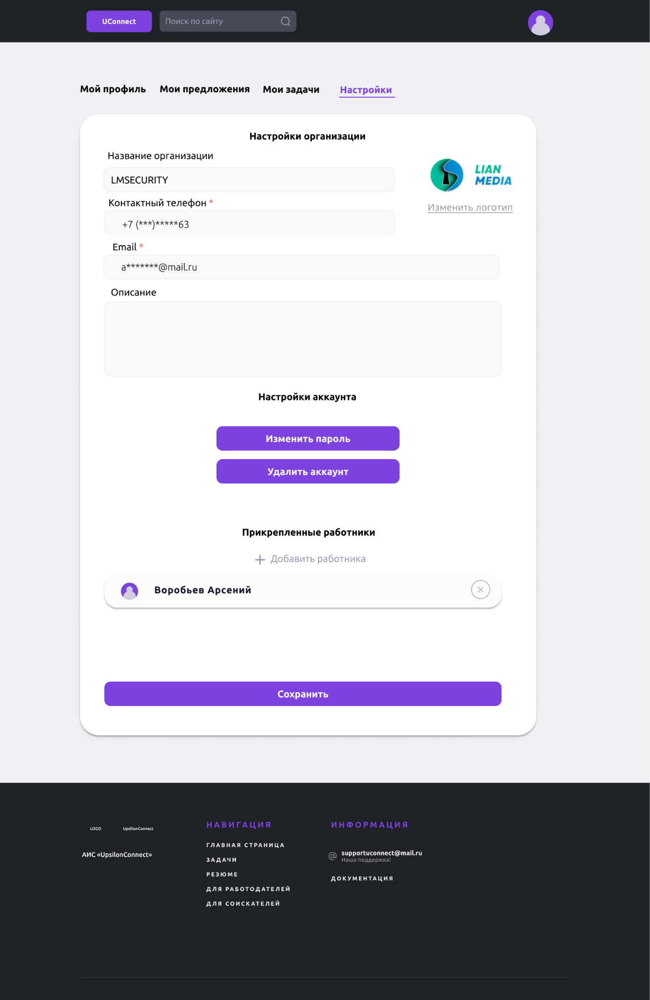 UConnect
Поиск по сайту
Мой профиль
Мои предложения
Мои задачи
Настройки
Настройки организации
Название организации
LMSECURITY
LIAN
MEDIA
Изменить логотип
Контактный телефон *
+7 (***)*****63
Email *
a*******@mail.ru
Описание
Настройки аккаунта
Изменить пароль
Удалить аккаунт
Прикрепленные работники
Добавить работника
Воробьев Арсений
Сохранить
LOGO
UpdilonConnect
АИС «UpsilonConnect»
НАВИГАЦИЯ
ГЛАВНАЯ СТРАНИЦА
ЗАДАЧИ
РЕЗЮМЕ
ДЛЯ РАБОТОДАТЕЛЕЙ
ДЛЯ СОИСКАТЕЛЕЙ
ИНФОРМАЦИЯ
@ supportuconnect@mail.ru
Наша поддержка!
ДОКУМЕНТАЦИЯ